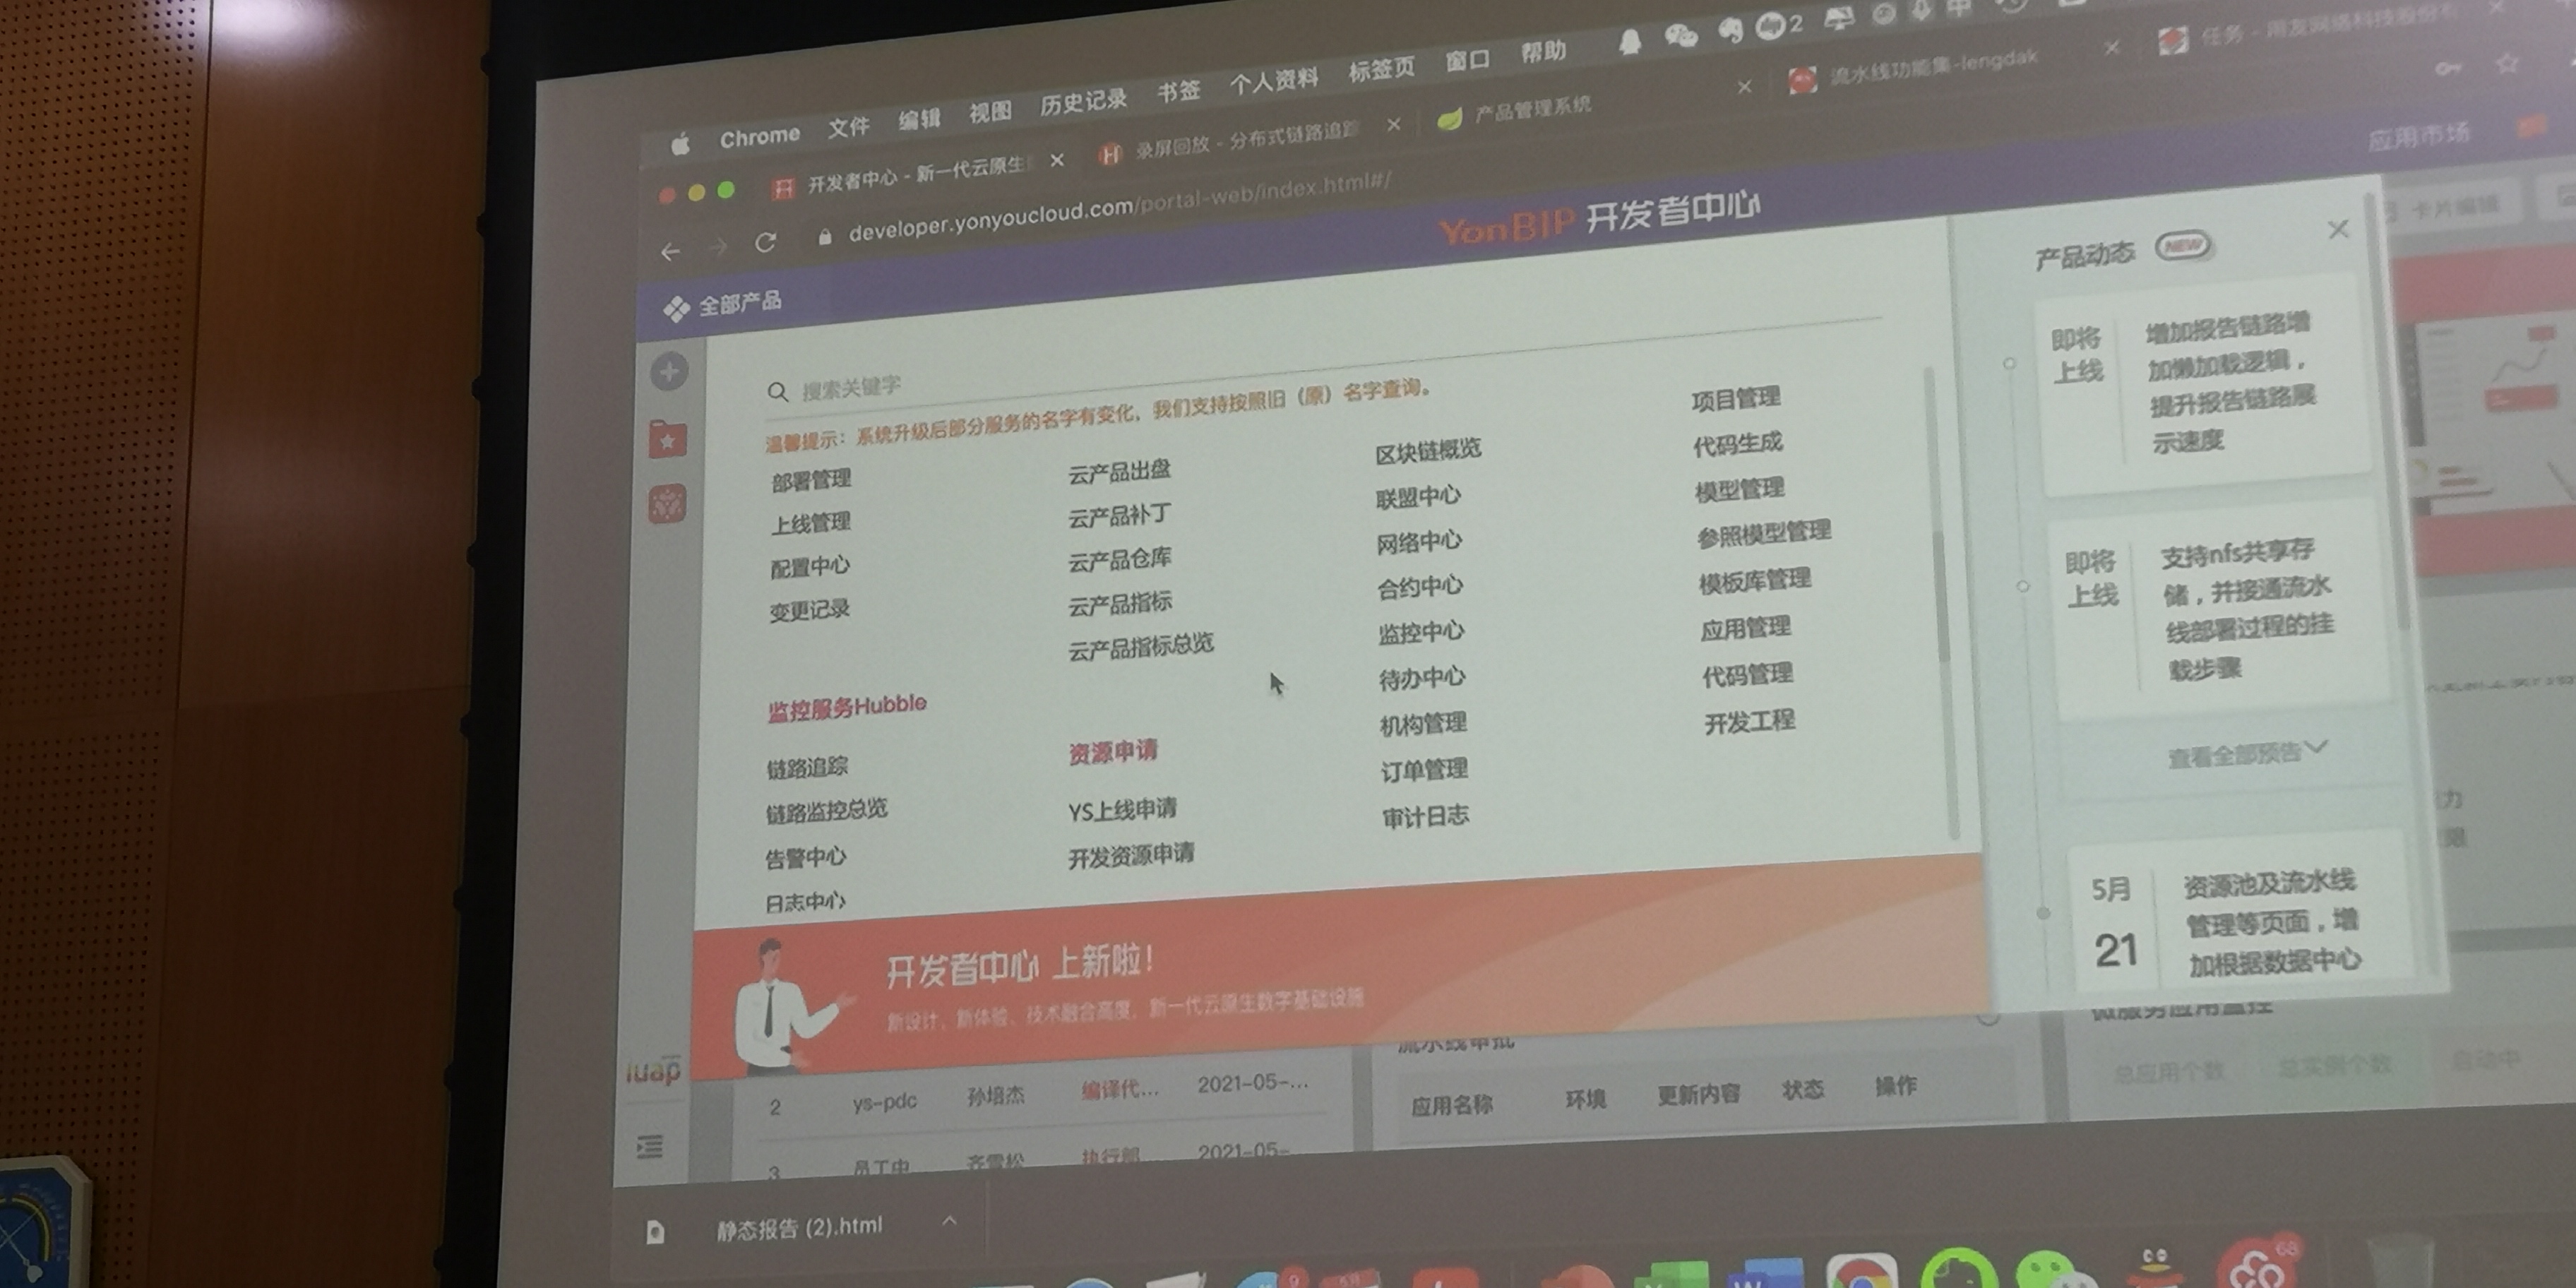 Chrome 文件 编辑 视图 历史记录 书签 个人资料 标签页 窗口 帮助
2
中
开发者中心 - 新一代云原生
录屏回放 - 分布式链路追踪
产品管理系统
流水线功能集-lengdak
任务 - 用友网络科技股份有
developer.yonyoucloud.com/portal-web/index.html#/
全部产品
YonBIP 开发者中心
应用市场
卡片编辑
搜索关键字
温馨提示：系统升级后部分服务的名字有变化，我们支持按照旧（原）名字查询。
部署管理
上线管理
配置中心
变更记录
监控服务Hubble
链路追踪
链路监控总览
告警中心
日志中心
云产品出盘
云产品补丁
云产品仓库
云产品指标
云产品指标总览
资源申请
YS上线申请
开发资源申请
区块链概览
联盟中心
网络中心
合约中心
监控中心
待办中心
机构管理
订单管理
审计日志
项目管理
代码生成
模型管理
参照模型管理
模板库管理
应用管理
代码管理
开发工程
产品动态 NEW
即将
上线
增加报告链路增
加懒加载逻辑，
提升报告链路展
示速度
即将
上线
支持nfs共享存
储，并接通流水
线部署过程的挂
载步骤
查看全部预告
5月
21
资源池及流水线
管理等页面，增
加根据数据中心
开发者中心 上新啦！
新设计、新体验、技术融合高度，新一代云原生数字基础设施
iuap
2 ys-pdc 孙培杰 编译代... 2021-05-...
3 员工中 齐雪松 执行部 2021-05-
流水线审批
应用名称 环境 更新内容 状态 操作
微服务应用监控
总应用个数 总实例个数 启动中
静态报告 (2).html
9
68